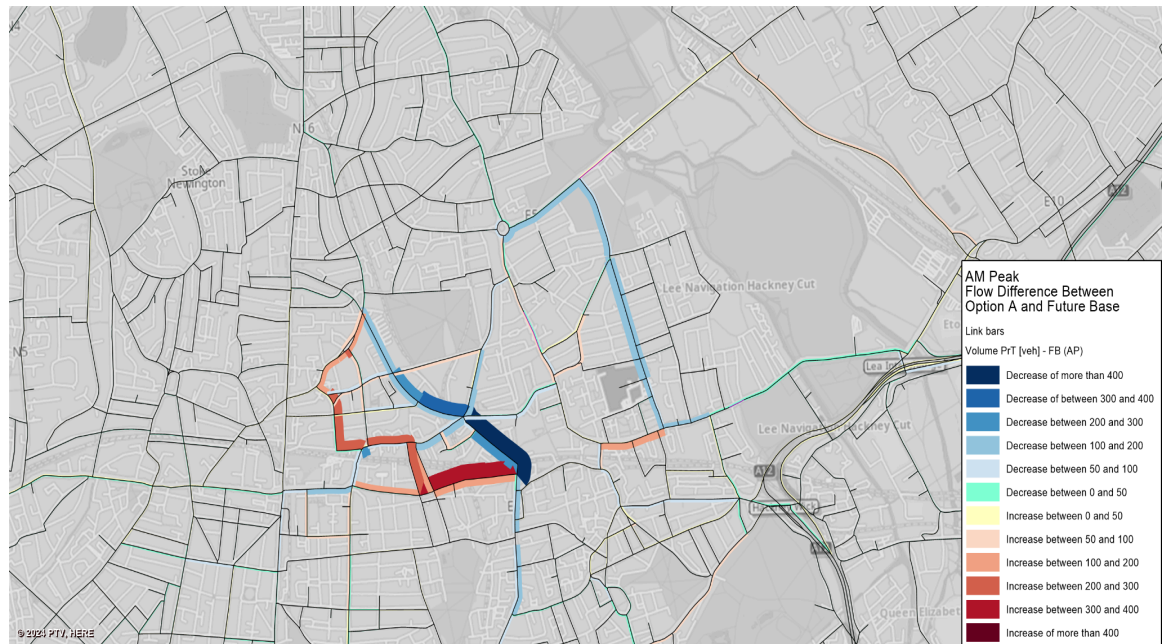 N4
N16
Stoke
Newington
E5
E10
A12
Lee Navigation Hackney Cut
N5
Lee Navigation Hackney Cut
A12
Queen Elizabet
© 2024 PTV, HERE
AM Peak
Flow Difference Between
Option A and Future Base
Link bars
Volume PrT [veh] - FB (AP)
Decrease of more than 400
Decrease of between 300 and 400
Decrease between 200 and 300
Decrease between 100 and 200
Decrease between 50 and 100
Decrease between 0 and 50
Increase between 0 and 50
Increase between 50 and 100
Increase between 100 and 200
Increase between 200 and 300
Increase between 300 and 400
Increase of more than 400